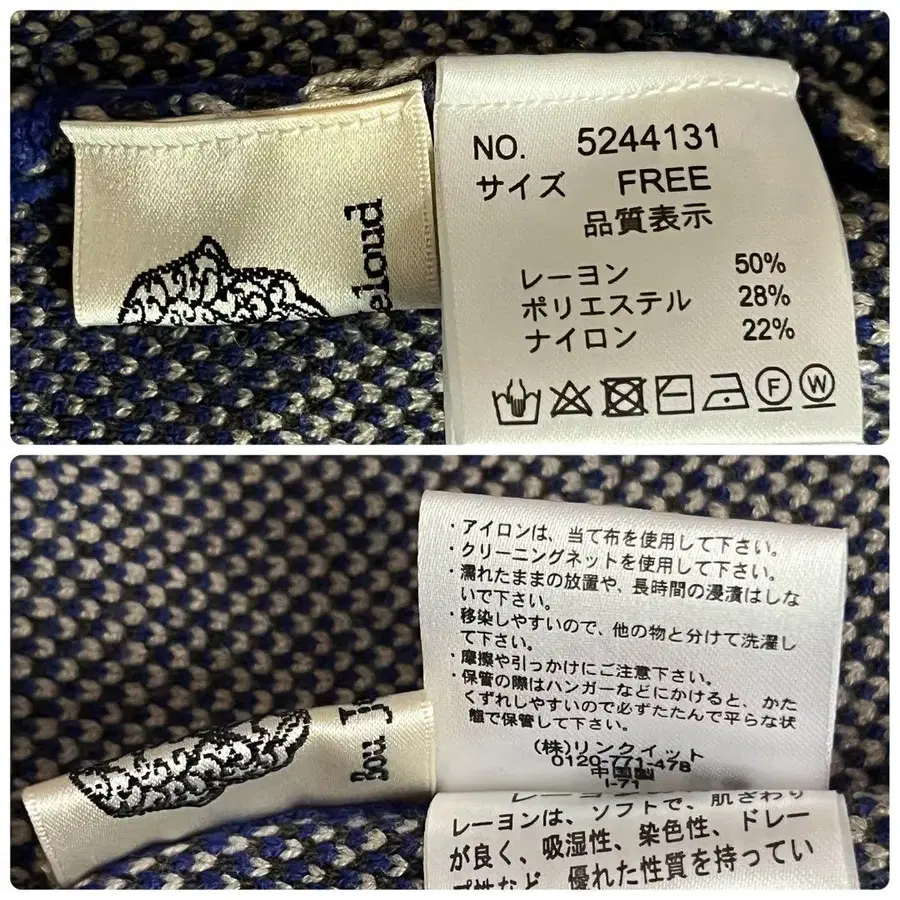 NO. 5244131
サイズ FREE
品質表示
レーヨン 50%
ポリエステル 28%
ナイロン 22%
F W
eloud
・アイロンは、当て布を使用して下さい。
・クリーニングネットを使用して下さい。
・濡れたままの放置や、長時間の浸漬はしな
いで下さい。
・移染しやすいので、他の物と分けて洗濯し
て下さい。
・摩擦や引っかけにご注意下さい。
・保管の際はハンガーなどにかけると、かた
くずれしやすいので必ずたたんで平らな状
態で保管して下さい。
(株)リンクイット
0120-771-478
中国製
I-71
bou je
レーヨンは、ソフトで、肌ざわり
が良く、吸湿性、染色性、ドレー
プ性など、優れた性質を持ってい